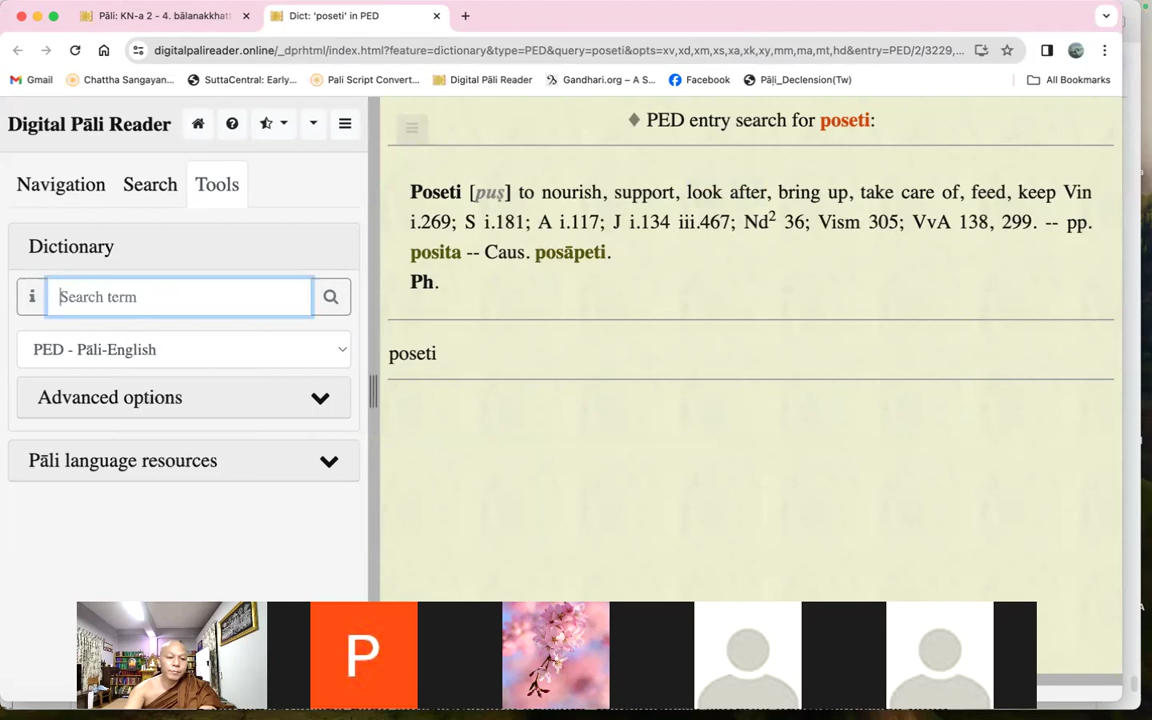 Pāli: KN-a 2 - 4. bālanakkhat
Dict: 'poseti' in PED
digitalpalireader.online/_dprhtml/index.html?feature=dictionary&type=PED&query=poseti&opts=xv,xd,xm,xs,xa,xk,xy,mm,ma,mt,hd&entry=PED/2/3229,...
Gmail
Chattha Sangayan...
SuttaCentral: Early...
Pali Script Convert...
Digital Pāli Reader
Gandhari.org – A S...
Facebook
Pāḷi_Declension(Tw)
All Bookmarks
Digital Pāli Reader
Navigation
Search
Tools
Dictionary
Search term
PED - Pāli-English
Advanced options
Pāli language resources
♦ PED entry search for poseti:
Poseti [puṣ] to nourish, support, look after, bring up, take care of, feed, keep Vin
i.269; S i.181; A i.117; J i.134 iii.467; Nd2 36; Vism 305; VvA 138, 299. -- pp.
posita -- Caus. posāpeti.
Ph.
poseti
P